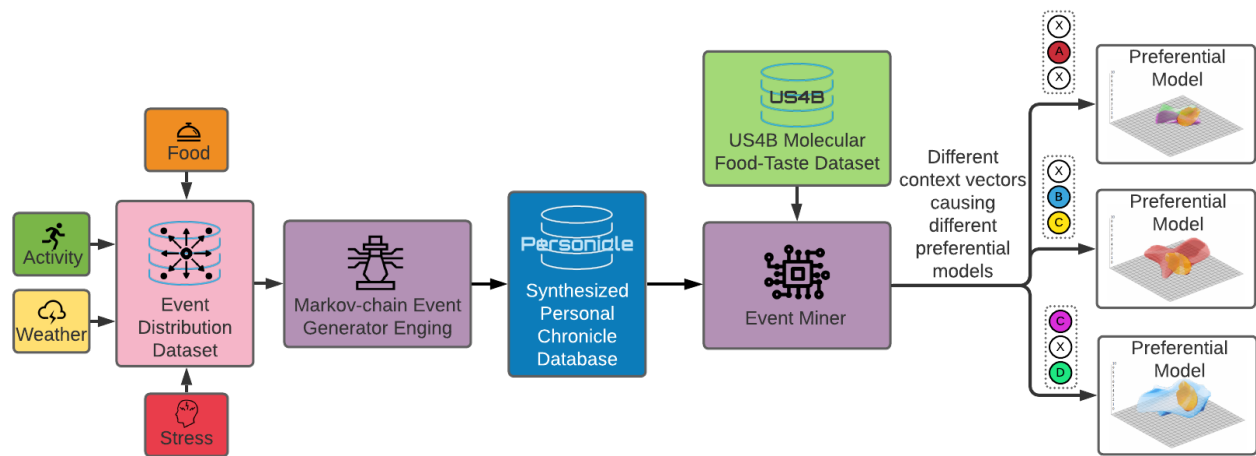 Food
Activity
Weather
Stress
Event
Distribution
Dataset
Markov-chain Event
Generator Enging
Personicle
Synthesized
Personal
Chronicle
Database
US4B
US4B Molecular
Food-Taste Dataset
Event Miner
Different
context vectors
causing
different
preferential
models
X
A
X
Preferential
Model
X
B
C
Preferential
Model
C
X
D
Preferential
Model